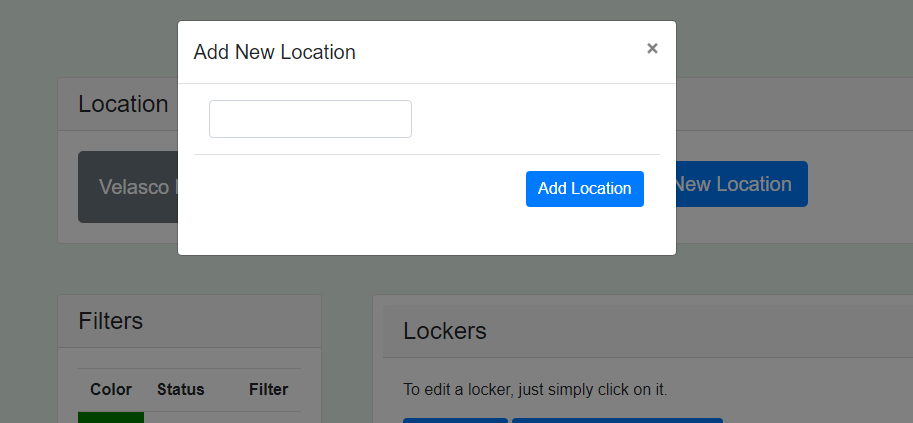 Add New Location ×
Location
Velasco
New Location
Add Location
Filters
Lockers
Color Status Filter
To edit a locker, just simply click on it.